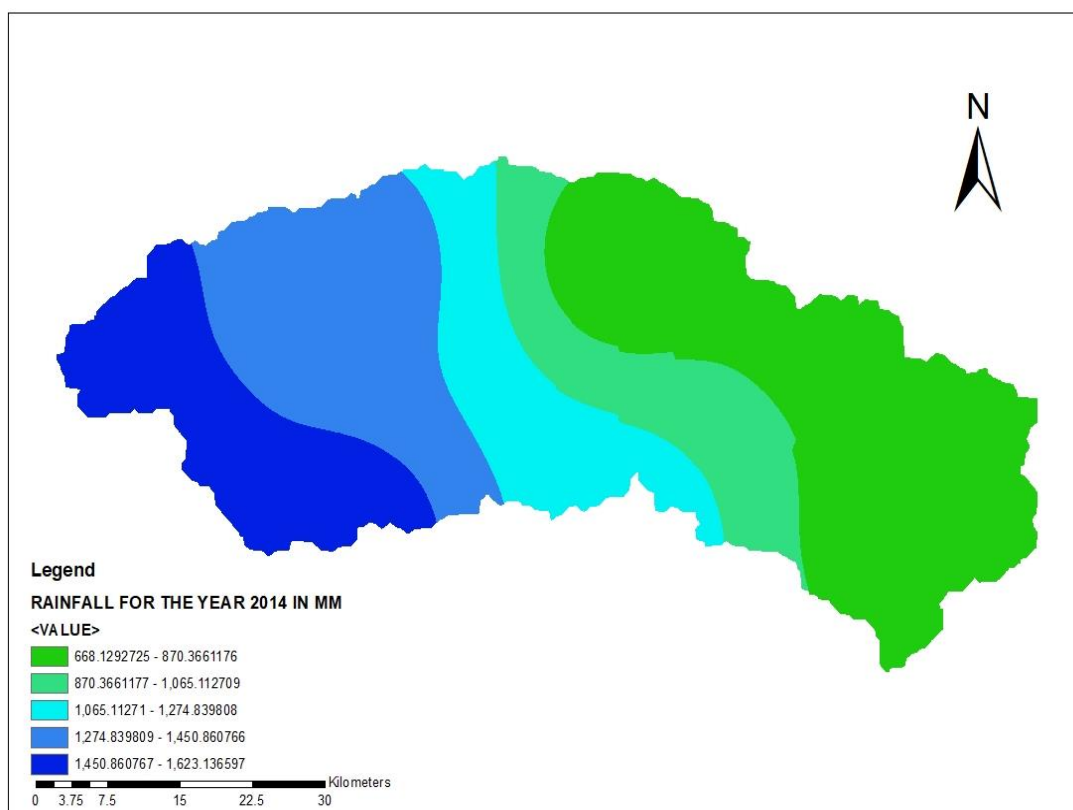 N
Legend
RAINFALL FOR THE YEAR 2014 IN MM
<VALUE>
668.1292725 - 870.3661176
870.3661177 - 1,065.112709
1,065.11271 - 1,274.839808
1,274.839809 - 1,450.860766
1,450.860767 - 1,623.136597
Kilometers
0 3.75 7.5 15 22.5 30